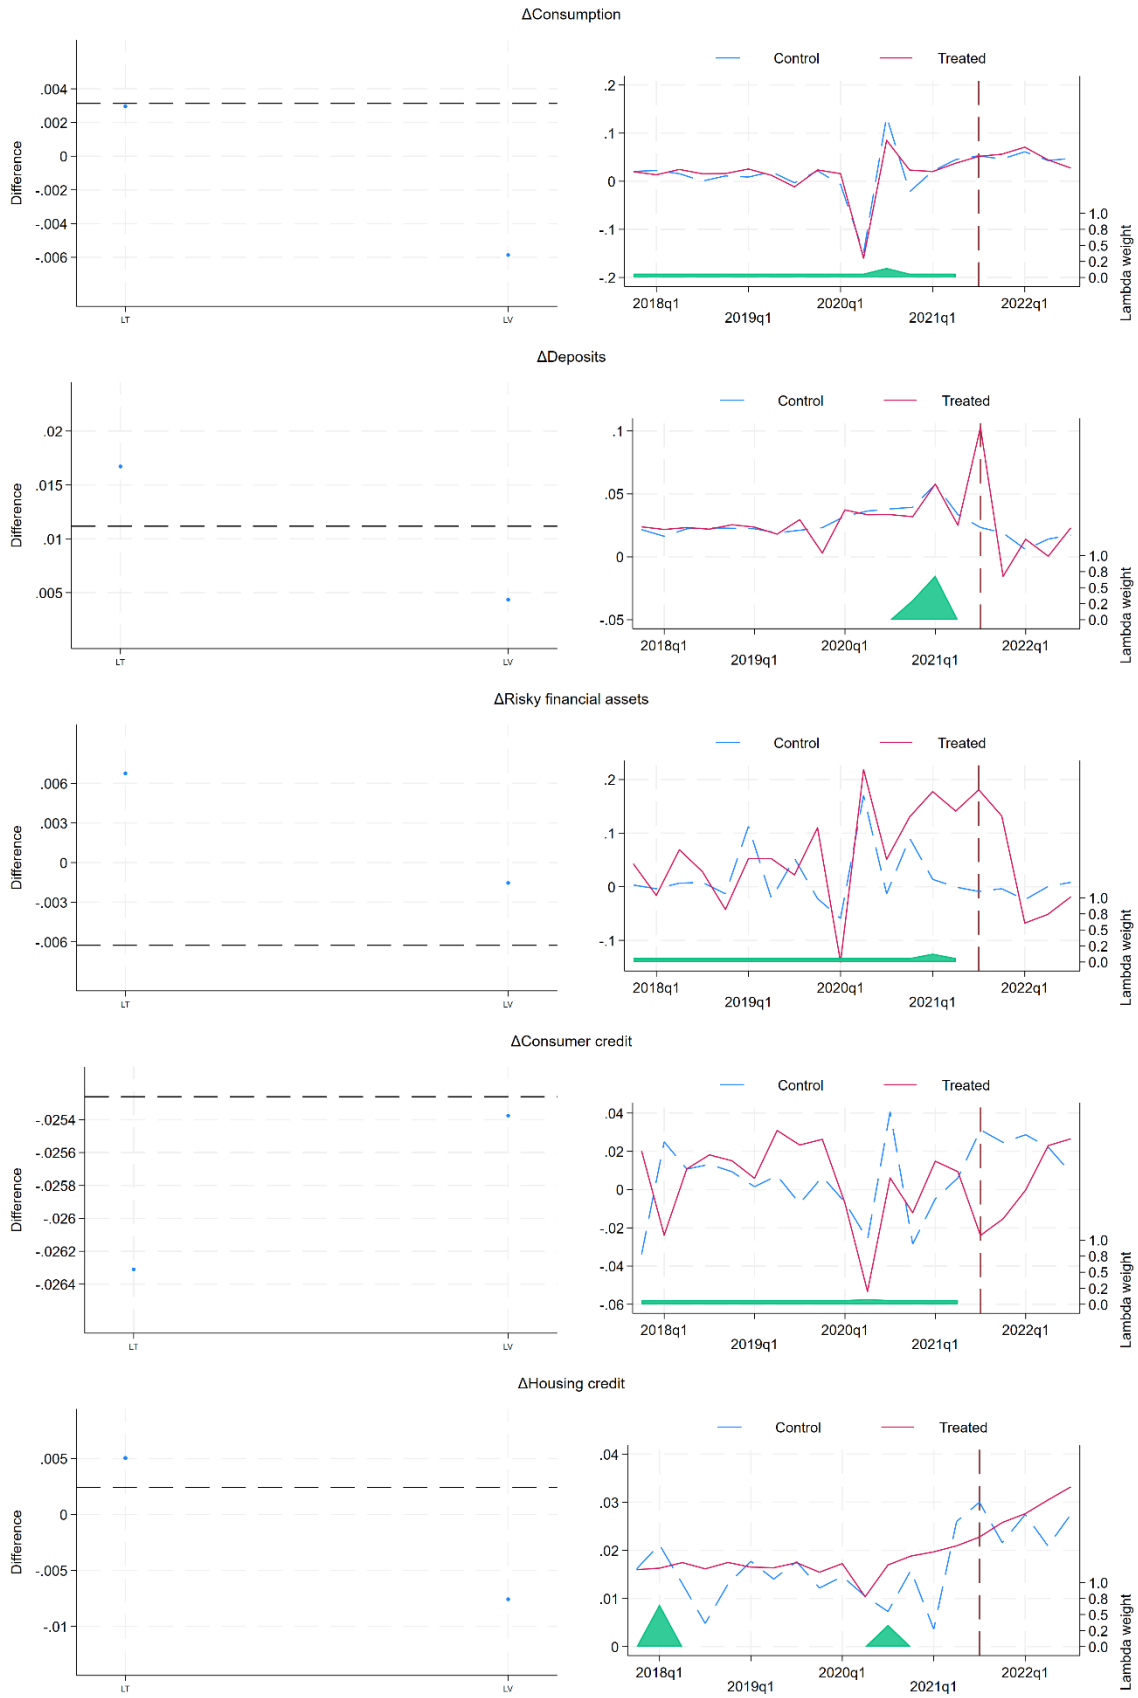 ΔConsumption
Difference
.004
.002
0
-.002
-.004
-.006
LT
LV
Control
Treated
.2
.1
0
-.1
-.2
1.0
0.8
0.5
0.2
0.0
Lambda weight
2018q1
2019q1
2020q1
2021q1
2022q1
ΔDeposits
Difference
.02
.015
.01
.005
LT
LV
Control
Treated
.1
.05
0
-.05
1.0
0.8
0.5
0.2
0.0
Lambda weight
2018q1
2019q1
2020q1
2021q1
2022q1
ΔRisky financial assets
Difference
.006
.003
0
-.003
-.006
LT
LV
Control
Treated
.2
.1
0
-.1
1.0
0.8
0.5
0.2
0.0
Lambda weight
2018q1
2019q1
2020q1
2021q1
2022q1
ΔConsumer credit
Difference
-.0254
-.0256
-.0258
-.026
-.0262
-.0264
LT
LV
Control
Treated
.04
.02
0
-.02
-.04
-.06
1.0
0.8
0.5
0.2
0.0
Lambda weight
2018q1
2019q1
2020q1
2021q1
2022q1
ΔHousing credit
Difference
.005
0
-.005
-.01
LT
LV
Control
Treated
.04
.03
.02
.01
0
1.0
0.8
0.5
0.2
0.0
Lambda weight
2018q1
2019q1
2020q1
2021q1
2022q1